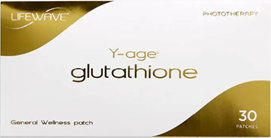 LIFEWAVE®
PHOTOTHERAPY
Y-age®
glutathione
General Wellness patch
30
PATCHES